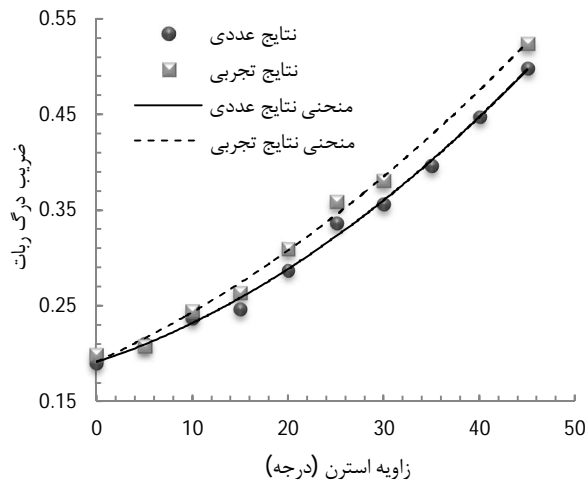 0.55
0.45
0.35
0.25
0.15
ضریب درگ ربات
نتایج عددی
نتایج تجربی
منحنی نتایج عددی
منحنی نتایج تجربی
0 10 20 30 40 50
زاویه استرن (درجه)